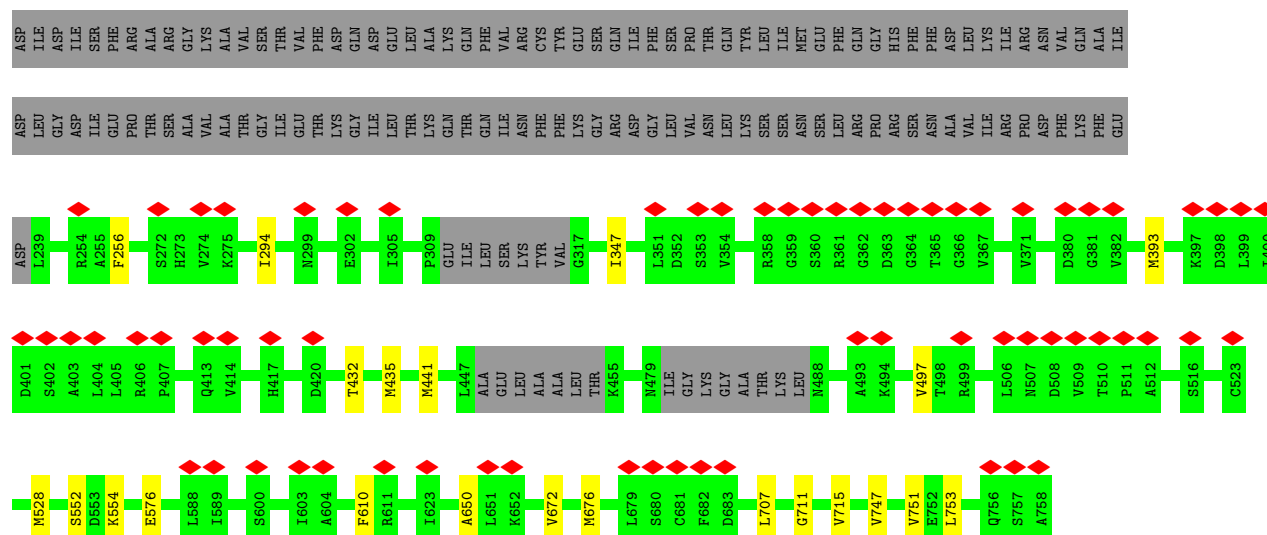 ASP ILE ASP ILE SER PHE ARG ALA ARG GLY LYS ALA VAL SER THR VAL PHE ASP GLN ASP GLU LEU ALA LYS GLN PHE VAL ARG CYS TYR GLU SER GLN ILE PHE SER PRO THR GLN TYR LEU ILE MET GLU PHE GLN GLY HIS PHE PHE ASP LEU LYS ILE ARG ASN VAL GLN ALA ILE
ASP LEU GLY ASP ILE GLU PRO THR SER ALA VAL ALA THR GLY ILE GLU THR LYS GLY ILE LEU THR LYS GLN THR GLN ILE ASN PHE PHE LYS GLY ARG ASP GLY LEU VAL ASN LEU LYS SER SER ASN SER LEU ARG PRO ARG SER ASN ALA VAL ILE ARG PRO ASP PHE LYS PHE GLU
ASP L239 R254 A255 F256 S272 H273 V274 K275 I294 N299 E302 I305 P309 GLU ILE LEU SER LYS TYR VAL G317 I347 L351 D352 S353 V354 R358 G359 S360 R361 G362 D363 G364 T365 G366 V367 V371 D380 G381 V382 M393 K397 D398 L399 I400
D401 S402 A403 L404 L405 R406 P407 Q413 V414 H417 D420 T432 M435 M441 L447 ALA GLU LEU ALA ALA LEU THR K455 N479 ILE GLY LYS GLY ALA THR LYS LEU N488 A493 K494 V497 T498 R499 L506 N507 D508 V509 T510 P511 A512 S516 C523
M528 S552 D553 K554 E576 L588 I589 S600 I603 A604 F610 R611 I623 A650 L651 K652 V672 M676 L679 S680 C681 F682 D683 L707 G711 V715 V747 V751 E752 L753 Q756 S757 A758